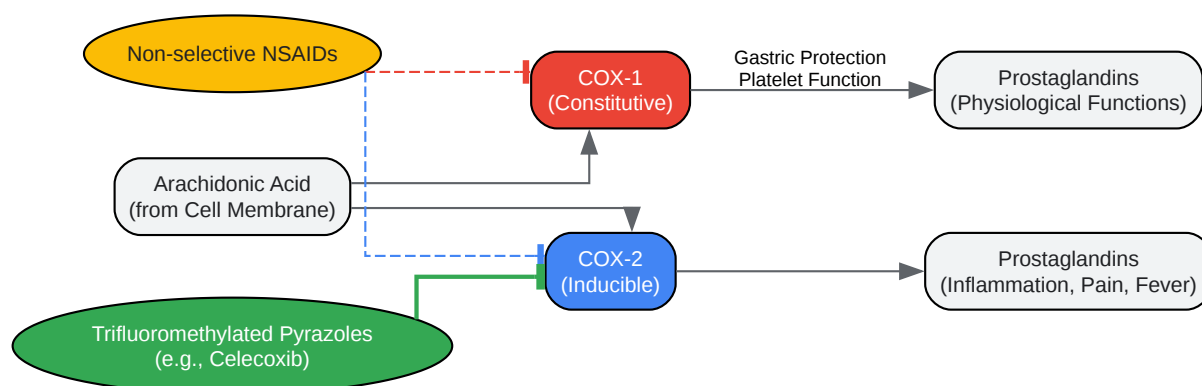 Non-selective NSAIDs
COX-1
(Constitutive)
Gastric Protection
Platelet Function
Prostaglandins
(Physiological Functions)
Arachidonic Acid
(from Cell Membrane)
COX-2
(Inducible)
Prostaglandins
(Inflammation, Pain, Fever)
Trifluoromethylated Pyrazoles
(e.g., Celecoxib)